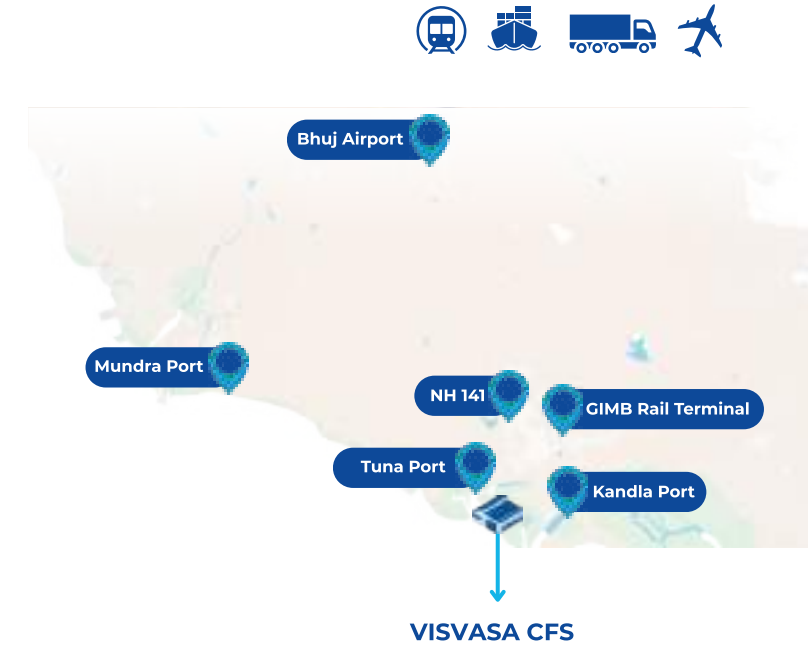 Bhuj Airport
Mundra Port
NH 141
GIMB Rail Terminal
Tuna Port
Kandla Port
VISVASA CFS